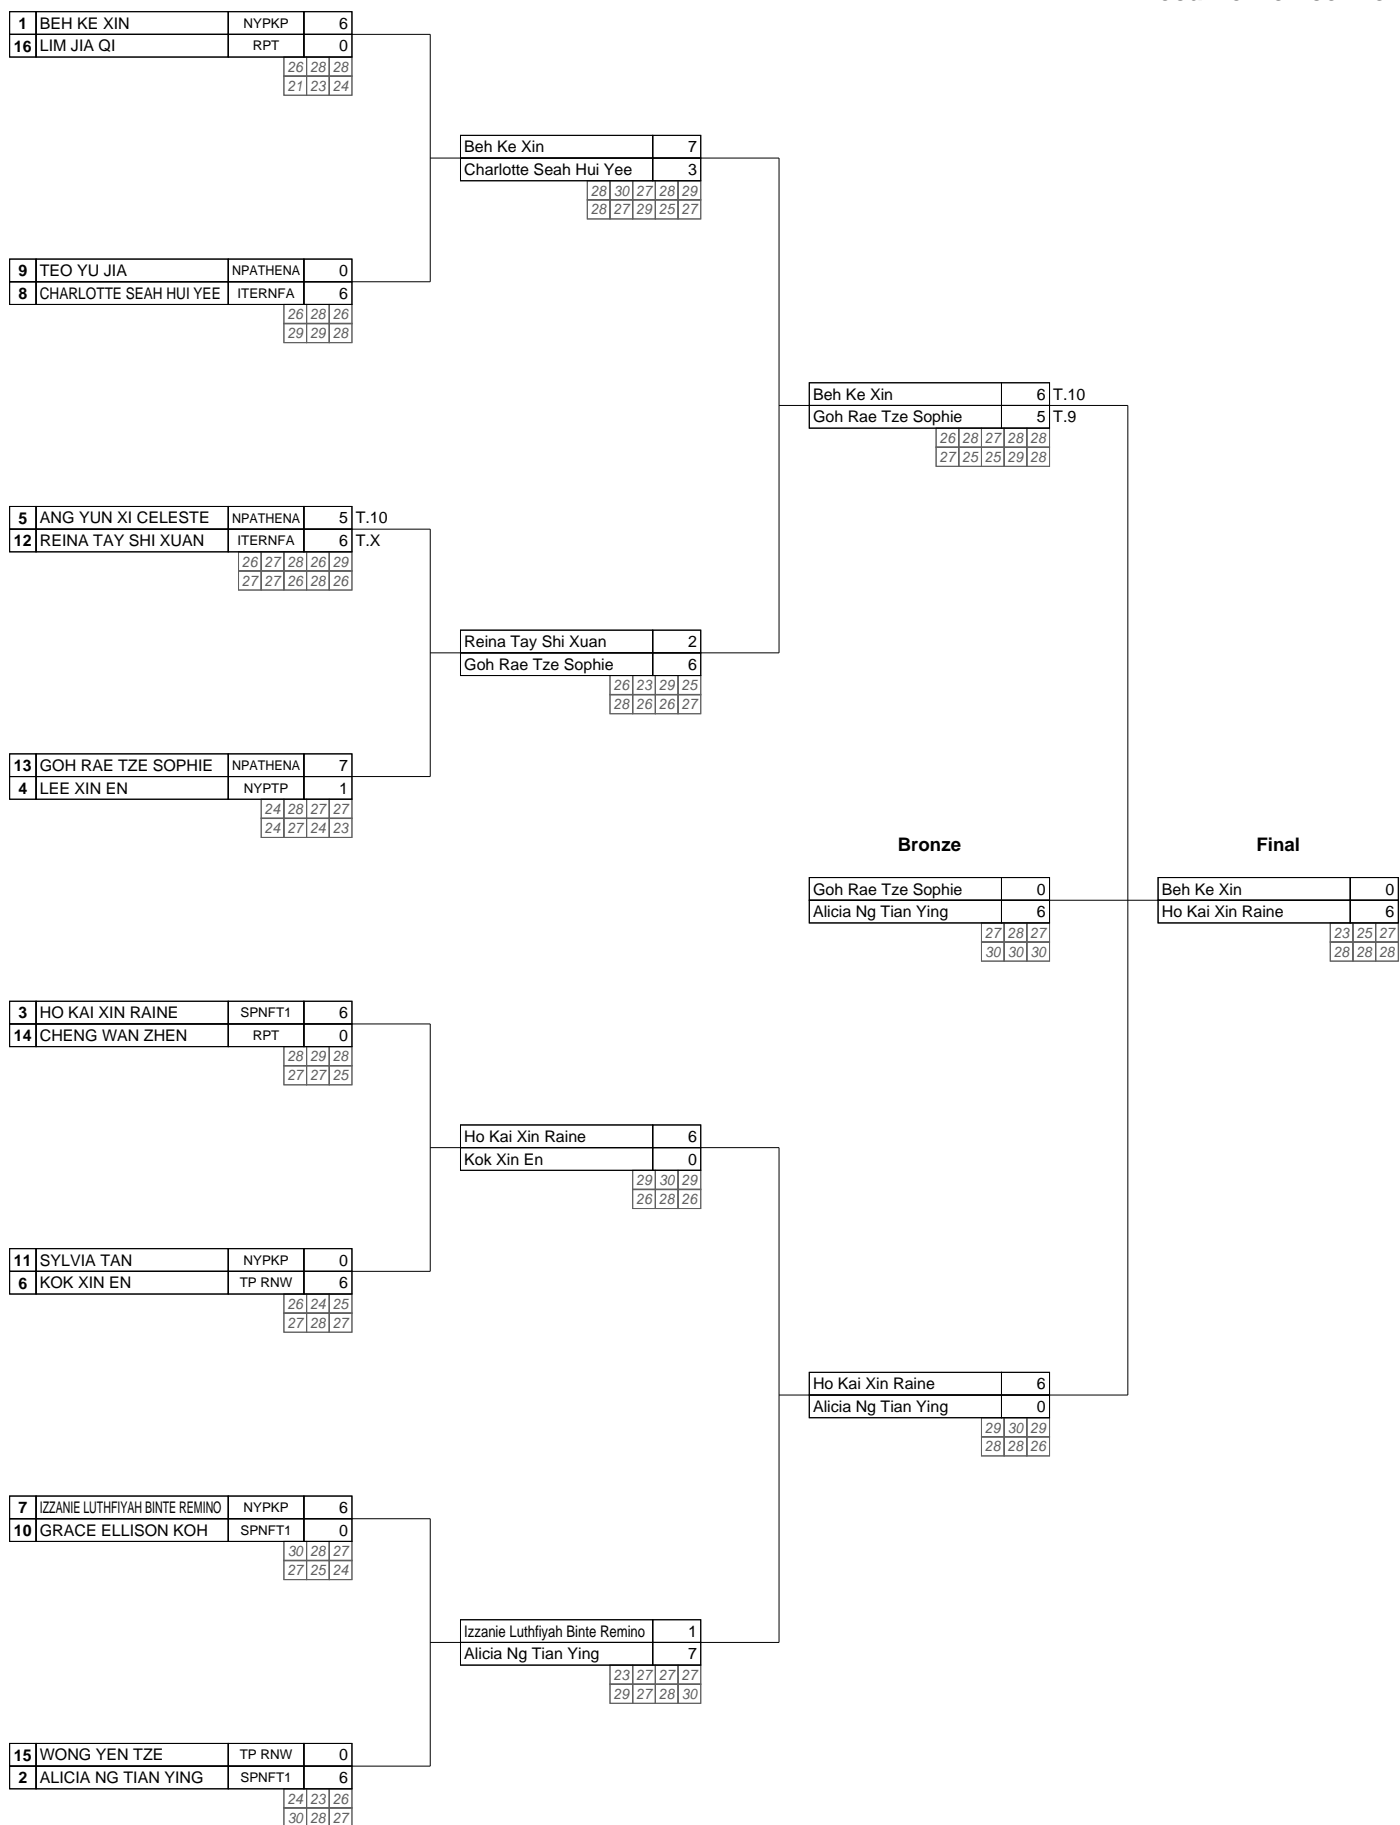 1 BEH KE XIN NYPKP 6
16 LIM JIA QI RPT 0
26 28 28
21 23 24
Beh Ke Xin 7
Charlotte Seah Hui Yee 3
28 30 27 28 29
28 27 29 25 27
9 TEO YU JIA NPATHENA 0
8 CHARLOTTE SEAH HUI YEE ITERNFA 6
26 28 26
29 29 28
Beh Ke Xin 6 T.10
Goh Rae Tze Sophie 5 T.9
26 28 27 28 28
27 25 25 29 28
5 ANG YUN XI CELESTE NPATHENA 5 T.10
12 REINA TAY SHI XUAN ITERNFA 6 T.X
26 27 28 26 29
27 27 26 28 26
Reina Tay Shi Xuan 2
Goh Rae Tze Sophie 6
26 23 29 25
28 26 26 27
13 GOH RAE TZE SOPHIE NPATHENA 7
4 LEE XIN EN NYPTP 1
24 28 27 27
24 27 24 23
Bronze Final
Goh Rae Tze Sophie 0 Beh Ke Xin 0
Alicia Ng Tian Ying 6 Ho Kai Xin Raine 6
27 28 27 23 25 27
30 30 30 28 28 28
3 HO KAI XIN RAINE SPNFT1 6
14 CHENG WAN ZHEN RPT 0
28 29 28
27 27 25
Ho Kai Xin Raine 6
Kok Xin En 0
29 30 29
26 28 26
11 SYLVIA TAN NYPKP 0
6 KOK XIN EN TP RNW 6
26 24 25
27 28 27
Ho Kai Xin Raine 6
Alicia Ng Tian Ying 0
29 30 29
28 28 26
7 IZZANIE LUTHFIYAH BINTE REMINO NYPKP 6
10 GRACE ELLISON KOH SPNFT1 0
30 28 27
27 25 24
Izzanie Luthfiyah Binte Remino 1
Alicia Ng Tian Ying 7
23 27 27 27
29 27 28 30
15 WONG YEN TZE TP RNW 0
2 ALICIA NG TIAN YING SPNFT1 6
24 23 26
30 28 27